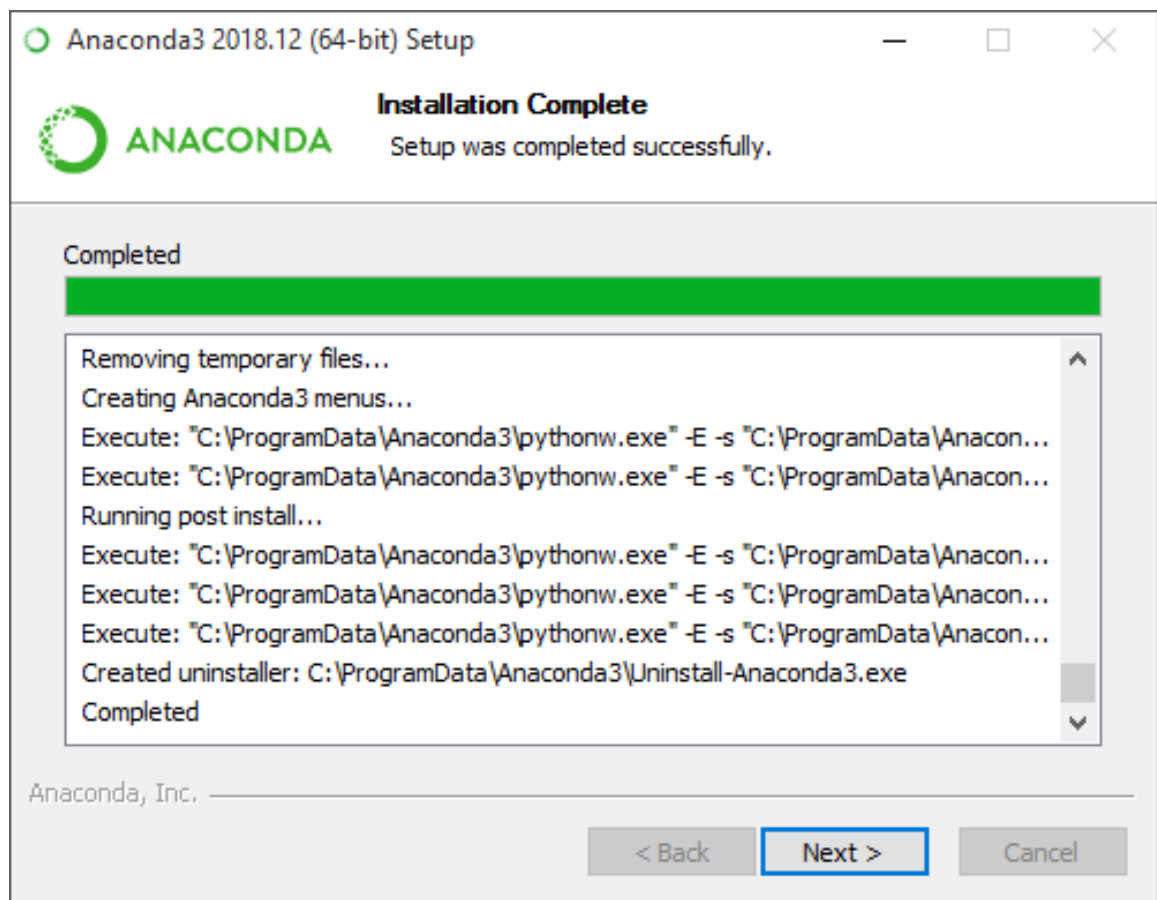 Anaconda3 2018.12 (64-bit) Setup
ANACONDA
Installation Complete
Setup was completed successfully.
Completed
Removing temporary files...
Creating Anaconda3 menus...
Execute: "C:\ProgramData\Anaconda3\pythonw.exe" -E -s "C:\ProgramData\Anacon...
Execute: "C:\ProgramData\Anaconda3\pythonw.exe" -E -s "C:\ProgramData\Anacon...
Running post install...
Execute: "C:\ProgramData\Anaconda3\pythonw.exe" -E -s "C:\ProgramData\Anacon...
Execute: "C:\ProgramData\Anaconda3\pythonw.exe" -E -s "C:\ProgramData\Anacon...
Execute: "C:\ProgramData\Anaconda3\pythonw.exe" -E -s "C:\ProgramData\Anacon...
Created uninstaller: C:\ProgramData\Anaconda3\Uninstall-Anaconda3.exe
Completed
Anaconda, Inc.
< Back
Next >
Cancel